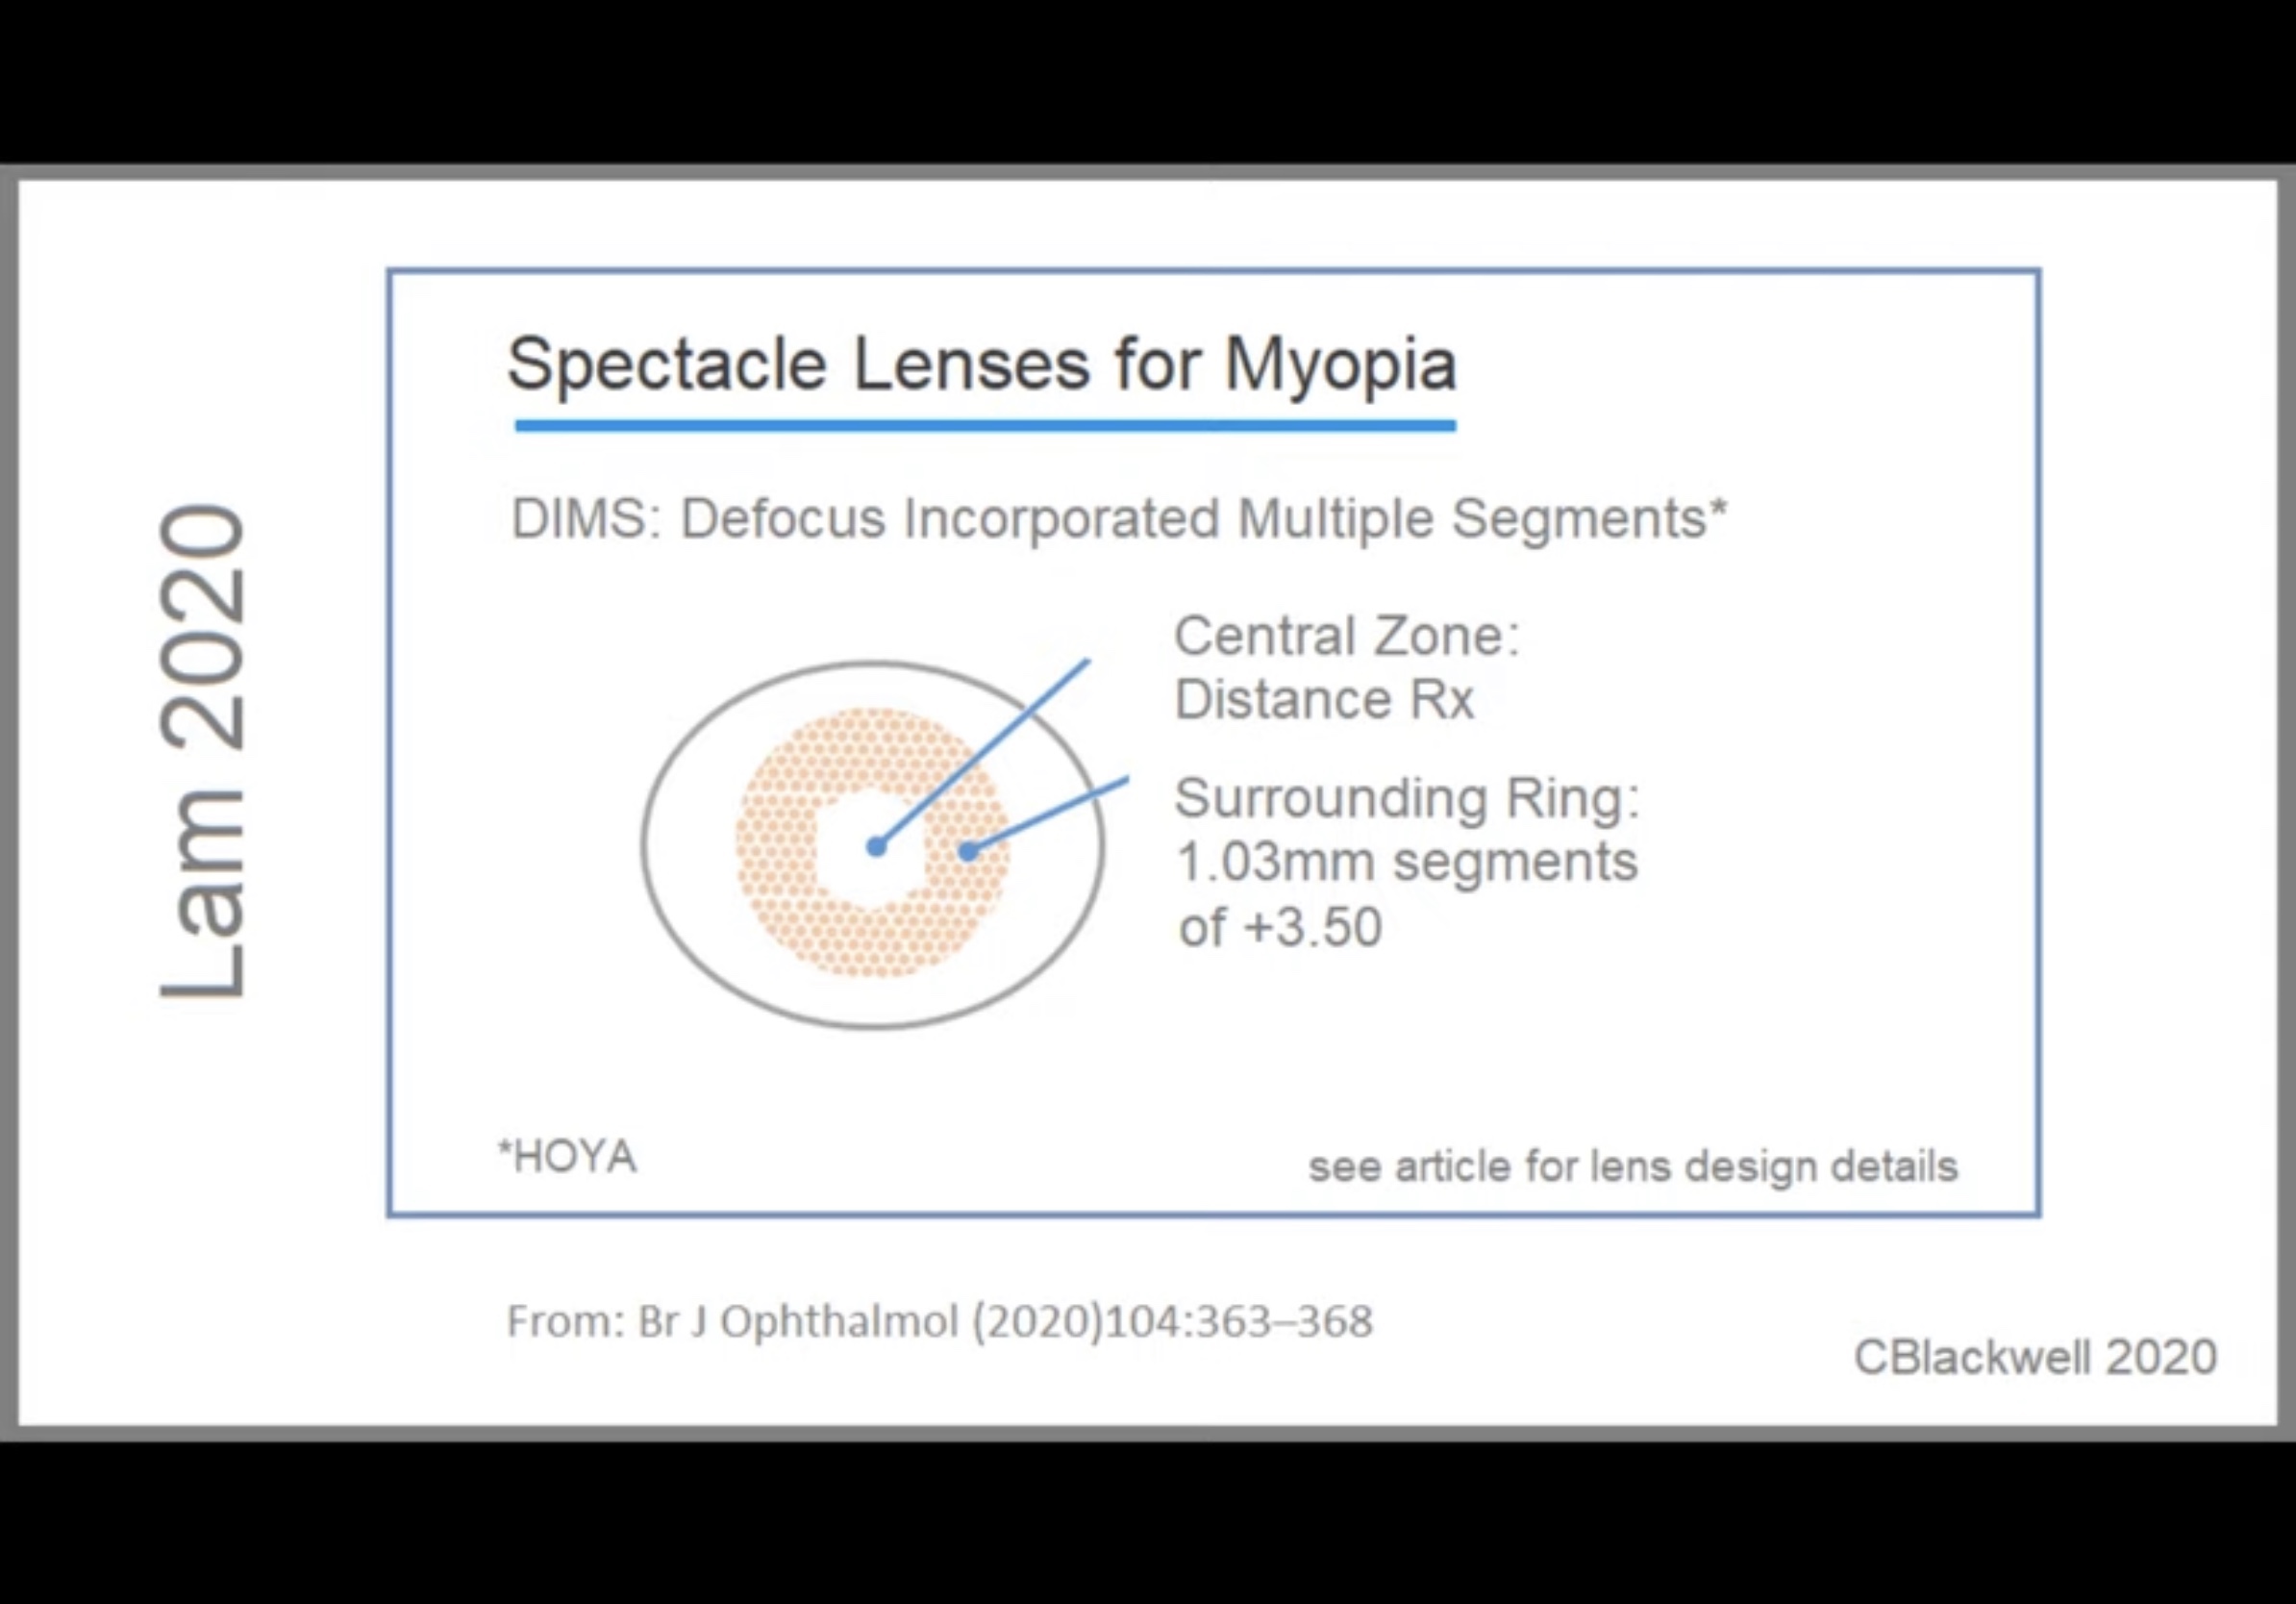 Lam 2020
Spectacle Lenses for Myopia
DIMS: Defocus Incorporated Multiple Segments*
Central Zone:
Distance Rx
Surrounding Ring:
1.03mm segments
of +3.50
*HOYA
see article for lens design details
From: Br J Ophthalmol (2020)104:363–368
CBlackwell 2020